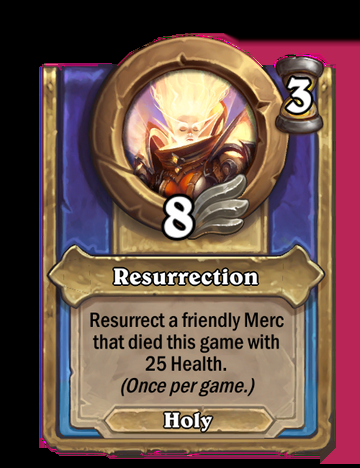 3
8
Resurrection
Resurrect a friendly Merc
that died this game with
25 Health.
(Once per game.)
Holy